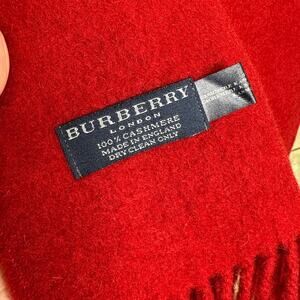 BURBERRY
LONDON
100% CASHMERE
MADE IN ENGLAND
DRY CLEAN ONLY